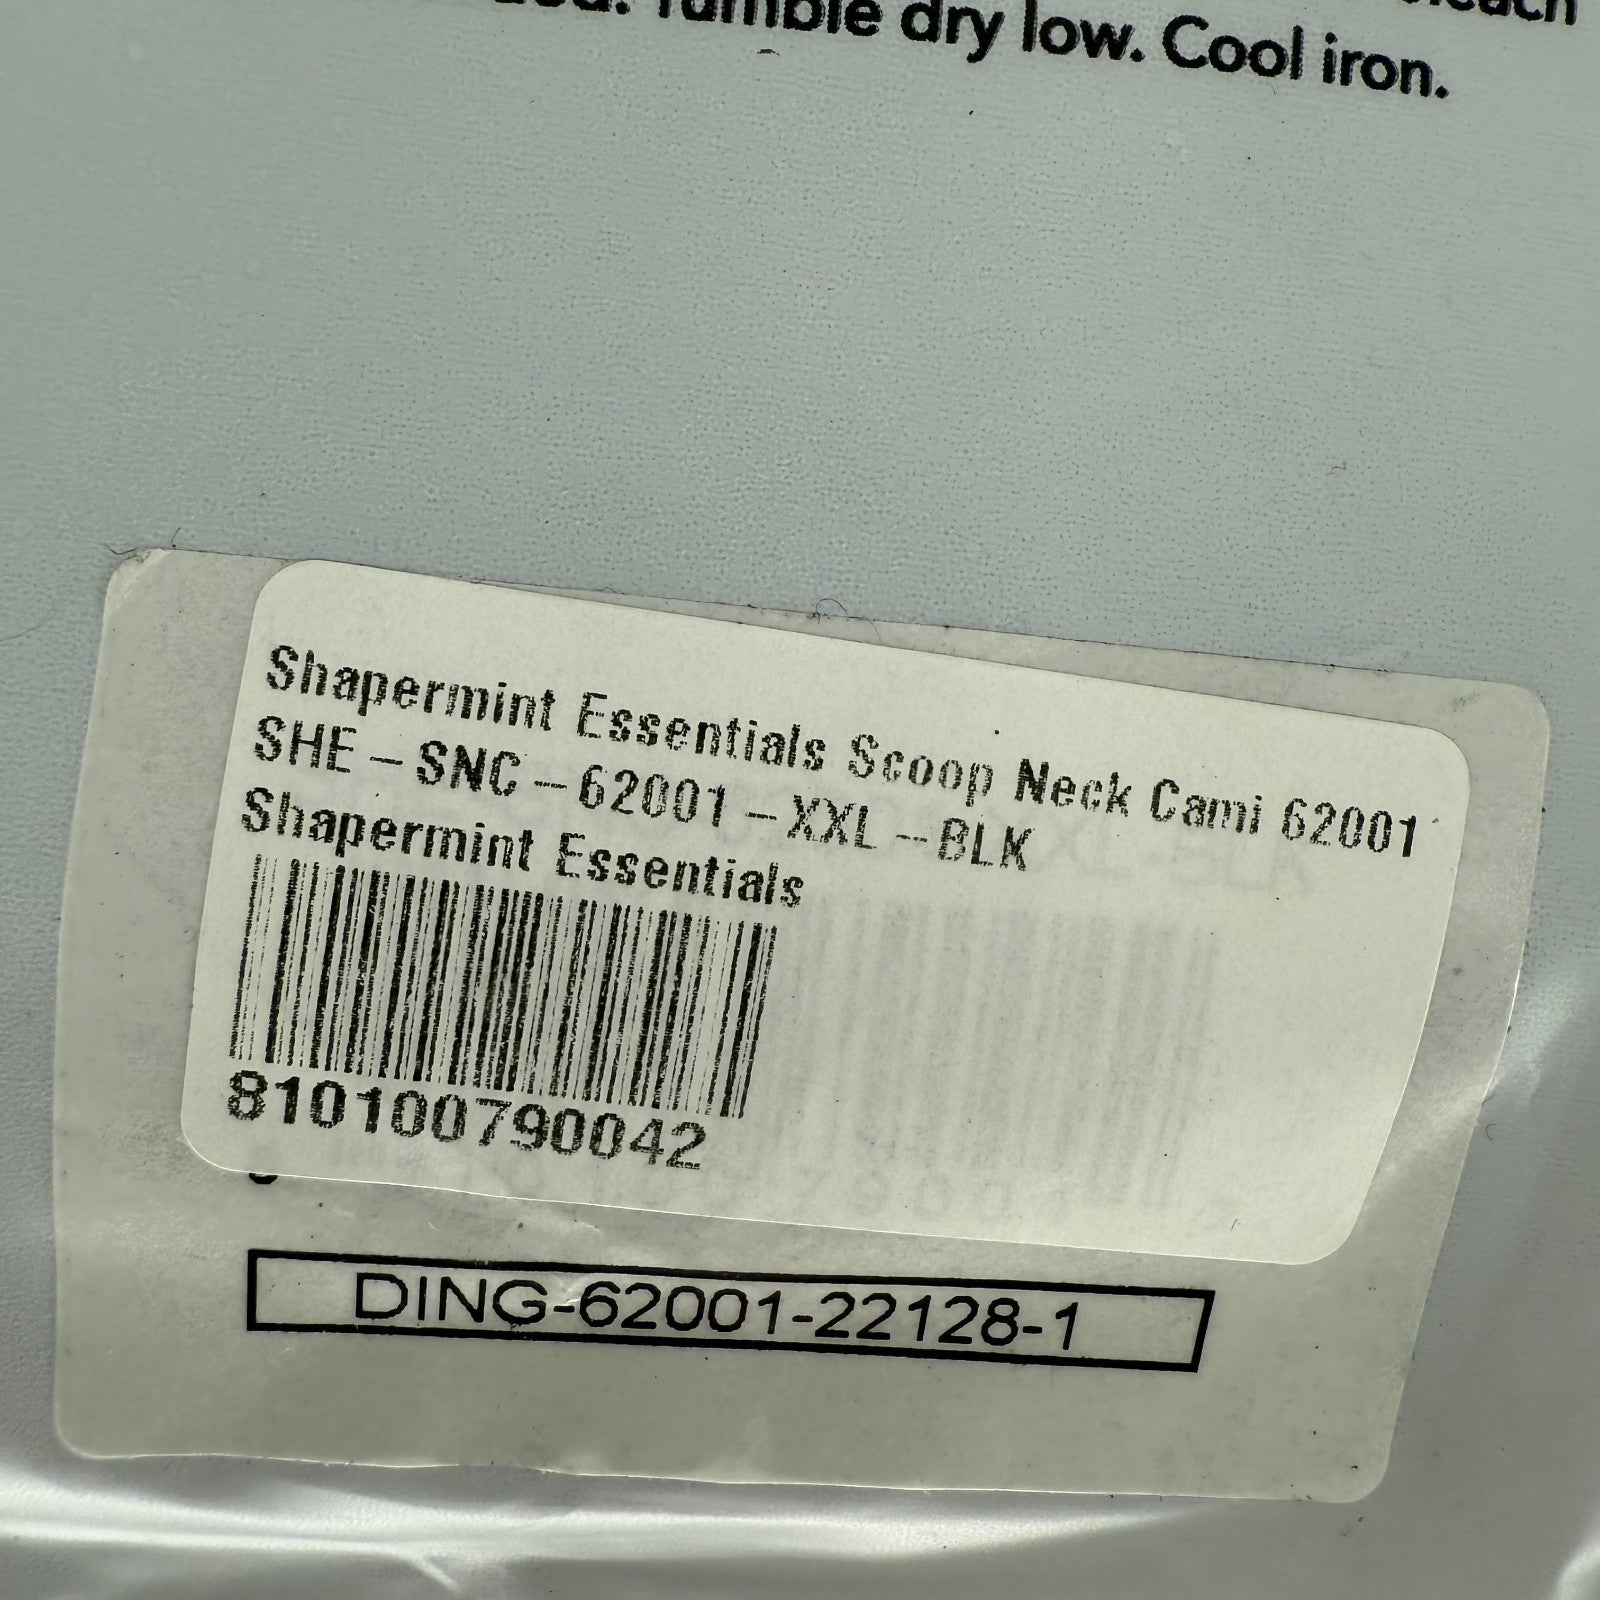 Tumble dry low. Cool iron.
Shapermint Essentials Scoop Neck Cami 62001
SHE - SNC - 62001 - XXL - BLK
Shapermint Essentials
810100790042
DING-62001-22128-1